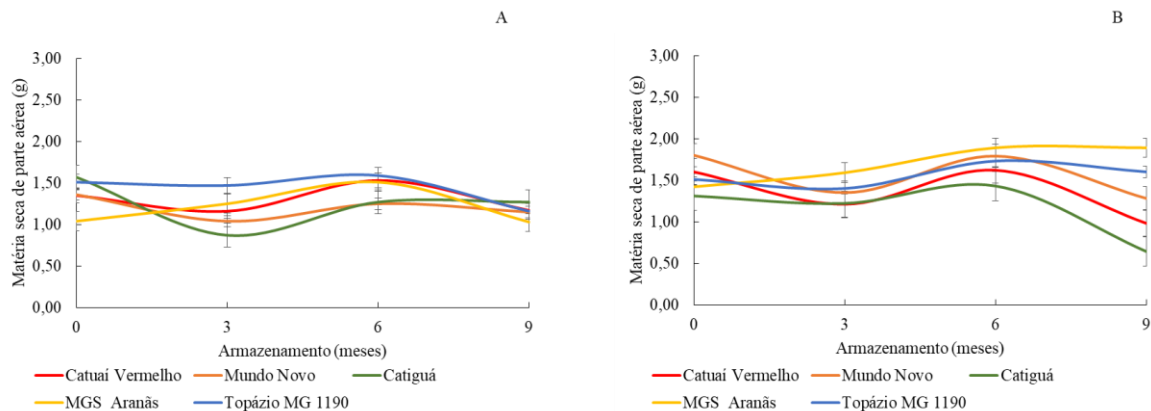 A
3,00
2,50
2,00
1,50
1,00
0,50
0,00
Matéria seca de parte aérea (g)
0 3 6 9
Armazenamento (meses)
Catuaí Vermelho Mundo Novo Catiguá
MGS Aranãs Topázio MG 1190
B
3,00
2,50
2,00
1,50
1,00
0,50
0,00
Matéria seca de parte aérea (g)
0 3 6 9
Armazenamento (meses)
Catuaí Vermelho Mundo Novo Catiguá
MGS Aranãs Topázio MG 1190